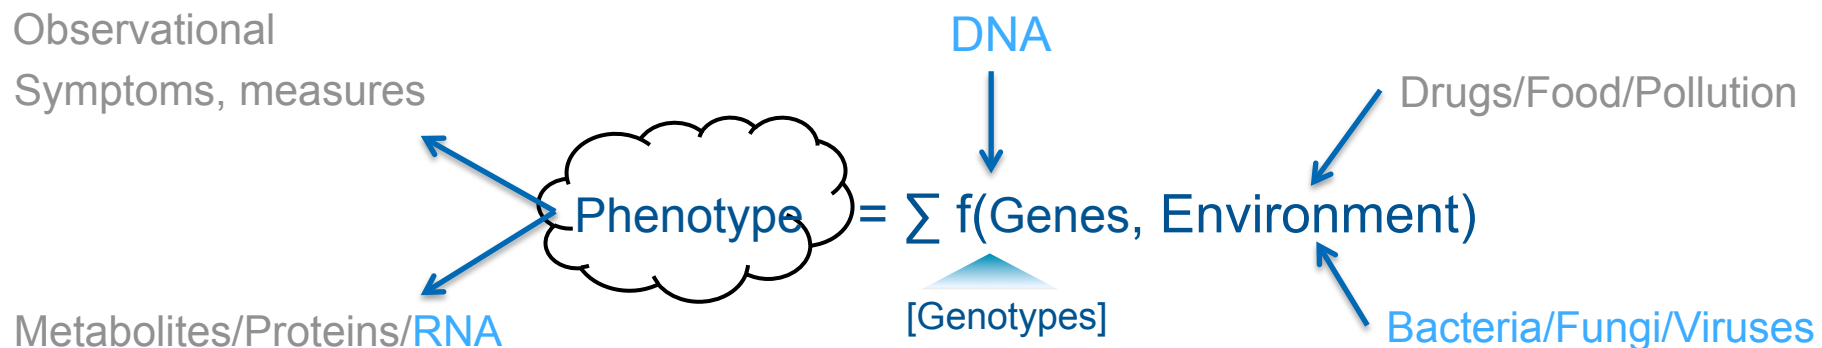 Observational
Symptoms, measures
DNA
Drugs/Food/Pollution
Phenotype = ∑ f(Genes, Environment)
[Genotypes]
Metabolites/Proteins/RNA
Bacteria/Fungi/Viruses